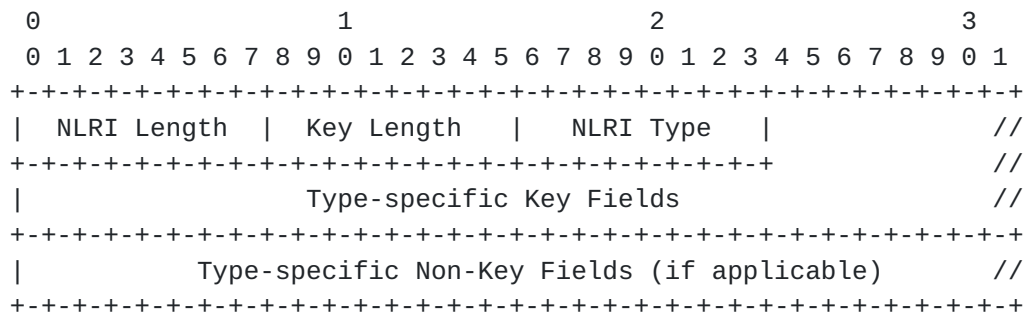 0                   1                   2                   3
 0 1 2 3 4 5 6 7 8 9 0 1 2 3 4 5 6 7 8 9 0 1 2 3 4 5 6 7 8 9 0 1
+-+-+-+-+-+-+-+-+-+-+-+-+-+-+-+-+-+-+-+-+-+-+-+-+-+-+-+-+-+-+-+-+
|  NLRI Length  |  Key Length   |   NLRI Type   |              //
+-+-+-+-+-+-+-+-+-+-+-+-+-+-+-+-+-+-+-+-+-+-+-+-+              //
|                  Type-specific Key Fields                    //
+-+-+-+-+-+-+-+-+-+-+-+-+-+-+-+-+-+-+-+-+-+-+-+-+-+-+-+-+-+-+-+-+
|           Type-specific Non-Key Fields (if applicable)       //
+-+-+-+-+-+-+-+-+-+-+-+-+-+-+-+-+-+-+-+-+-+-+-+-+-+-+-+-+-+-+-+-+